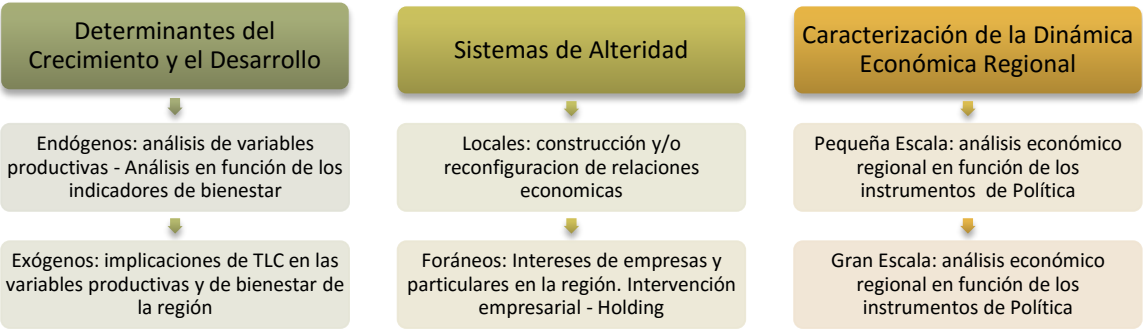 Determinantes del
Crecimiento y el Desarrollo
Endógenos: análisis de variables
productivas - Análisis en función de los
indicadores de bienestar
Exógenos: implicaciones de TLC en las
variables productivas y de bienestar de
la región
Sistemas de Alteridad
Locales: construcción y/o
reconfiguracion de relaciones
economicas
Foráneos: Intereses de empresas y
particulares en la región. Intervención
empresarial - Holding
Caracterización de la Dinámica
Económica Regional
Pequeña Escala: análisis económico
regional en función de los
instrumentos de Política
Gran Escala: análisis económico
regional en función de los
instrumentos de Política